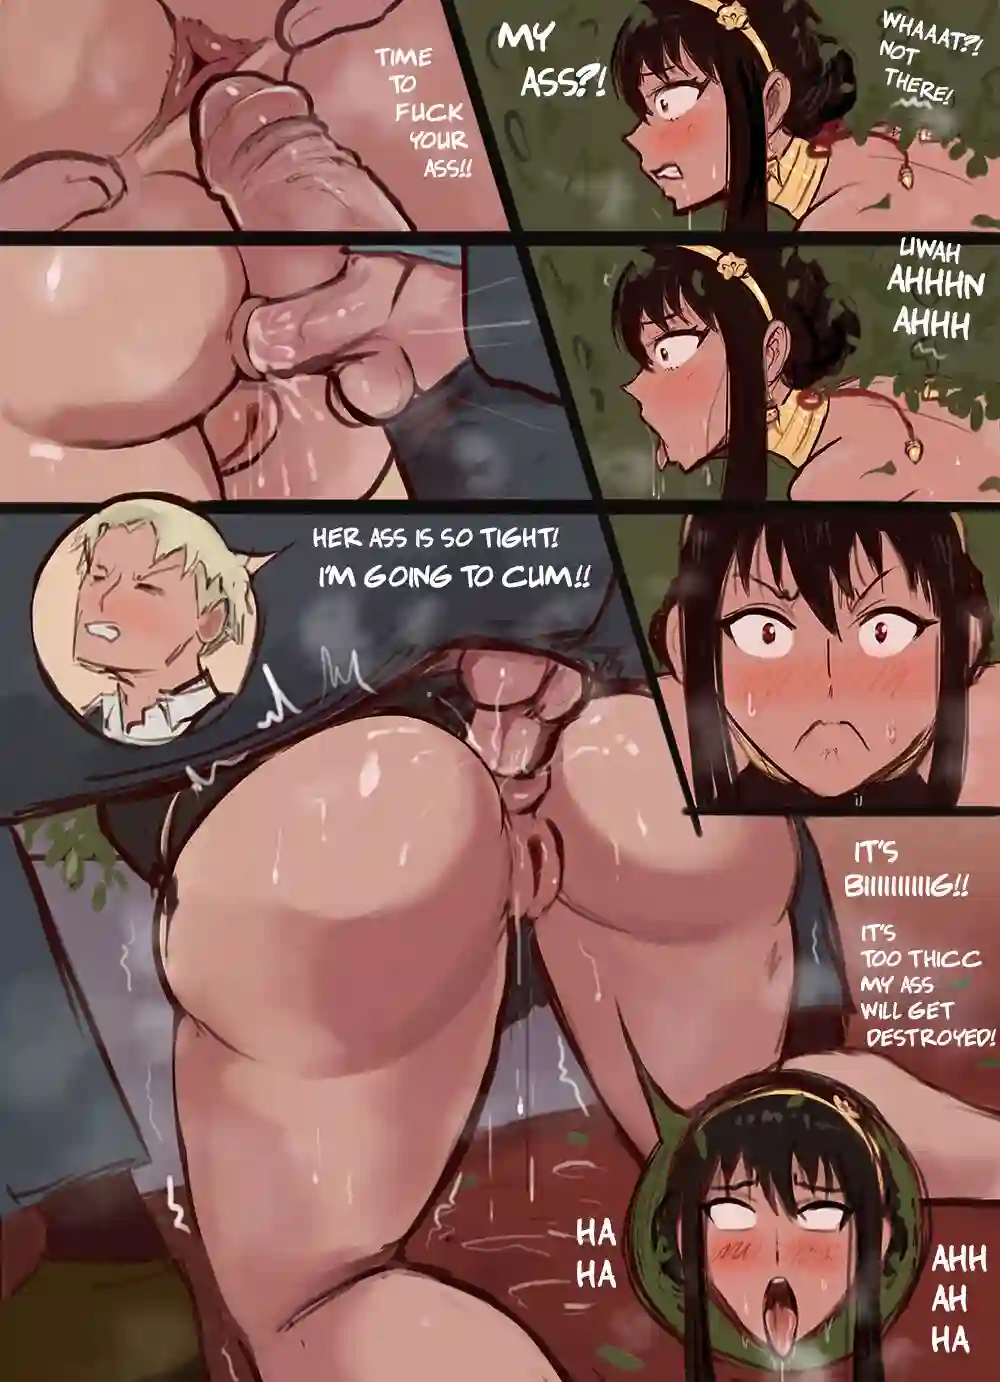 TIME
TO
FUCK
YOUR
ASS!!
MY
ASS?!
WHAAAT?!
NOT
THERE!
UWAH
AHHHN
AHHH
HER ASS IS SO TIGHT!
I'M GOING TO CUM!!
IT'S
BIIIIIIIIIIG!!
IT'S
TOO THICC
MY ASS
WILL GET
DESTROYED!
HA
HA
AHH
AH
HA